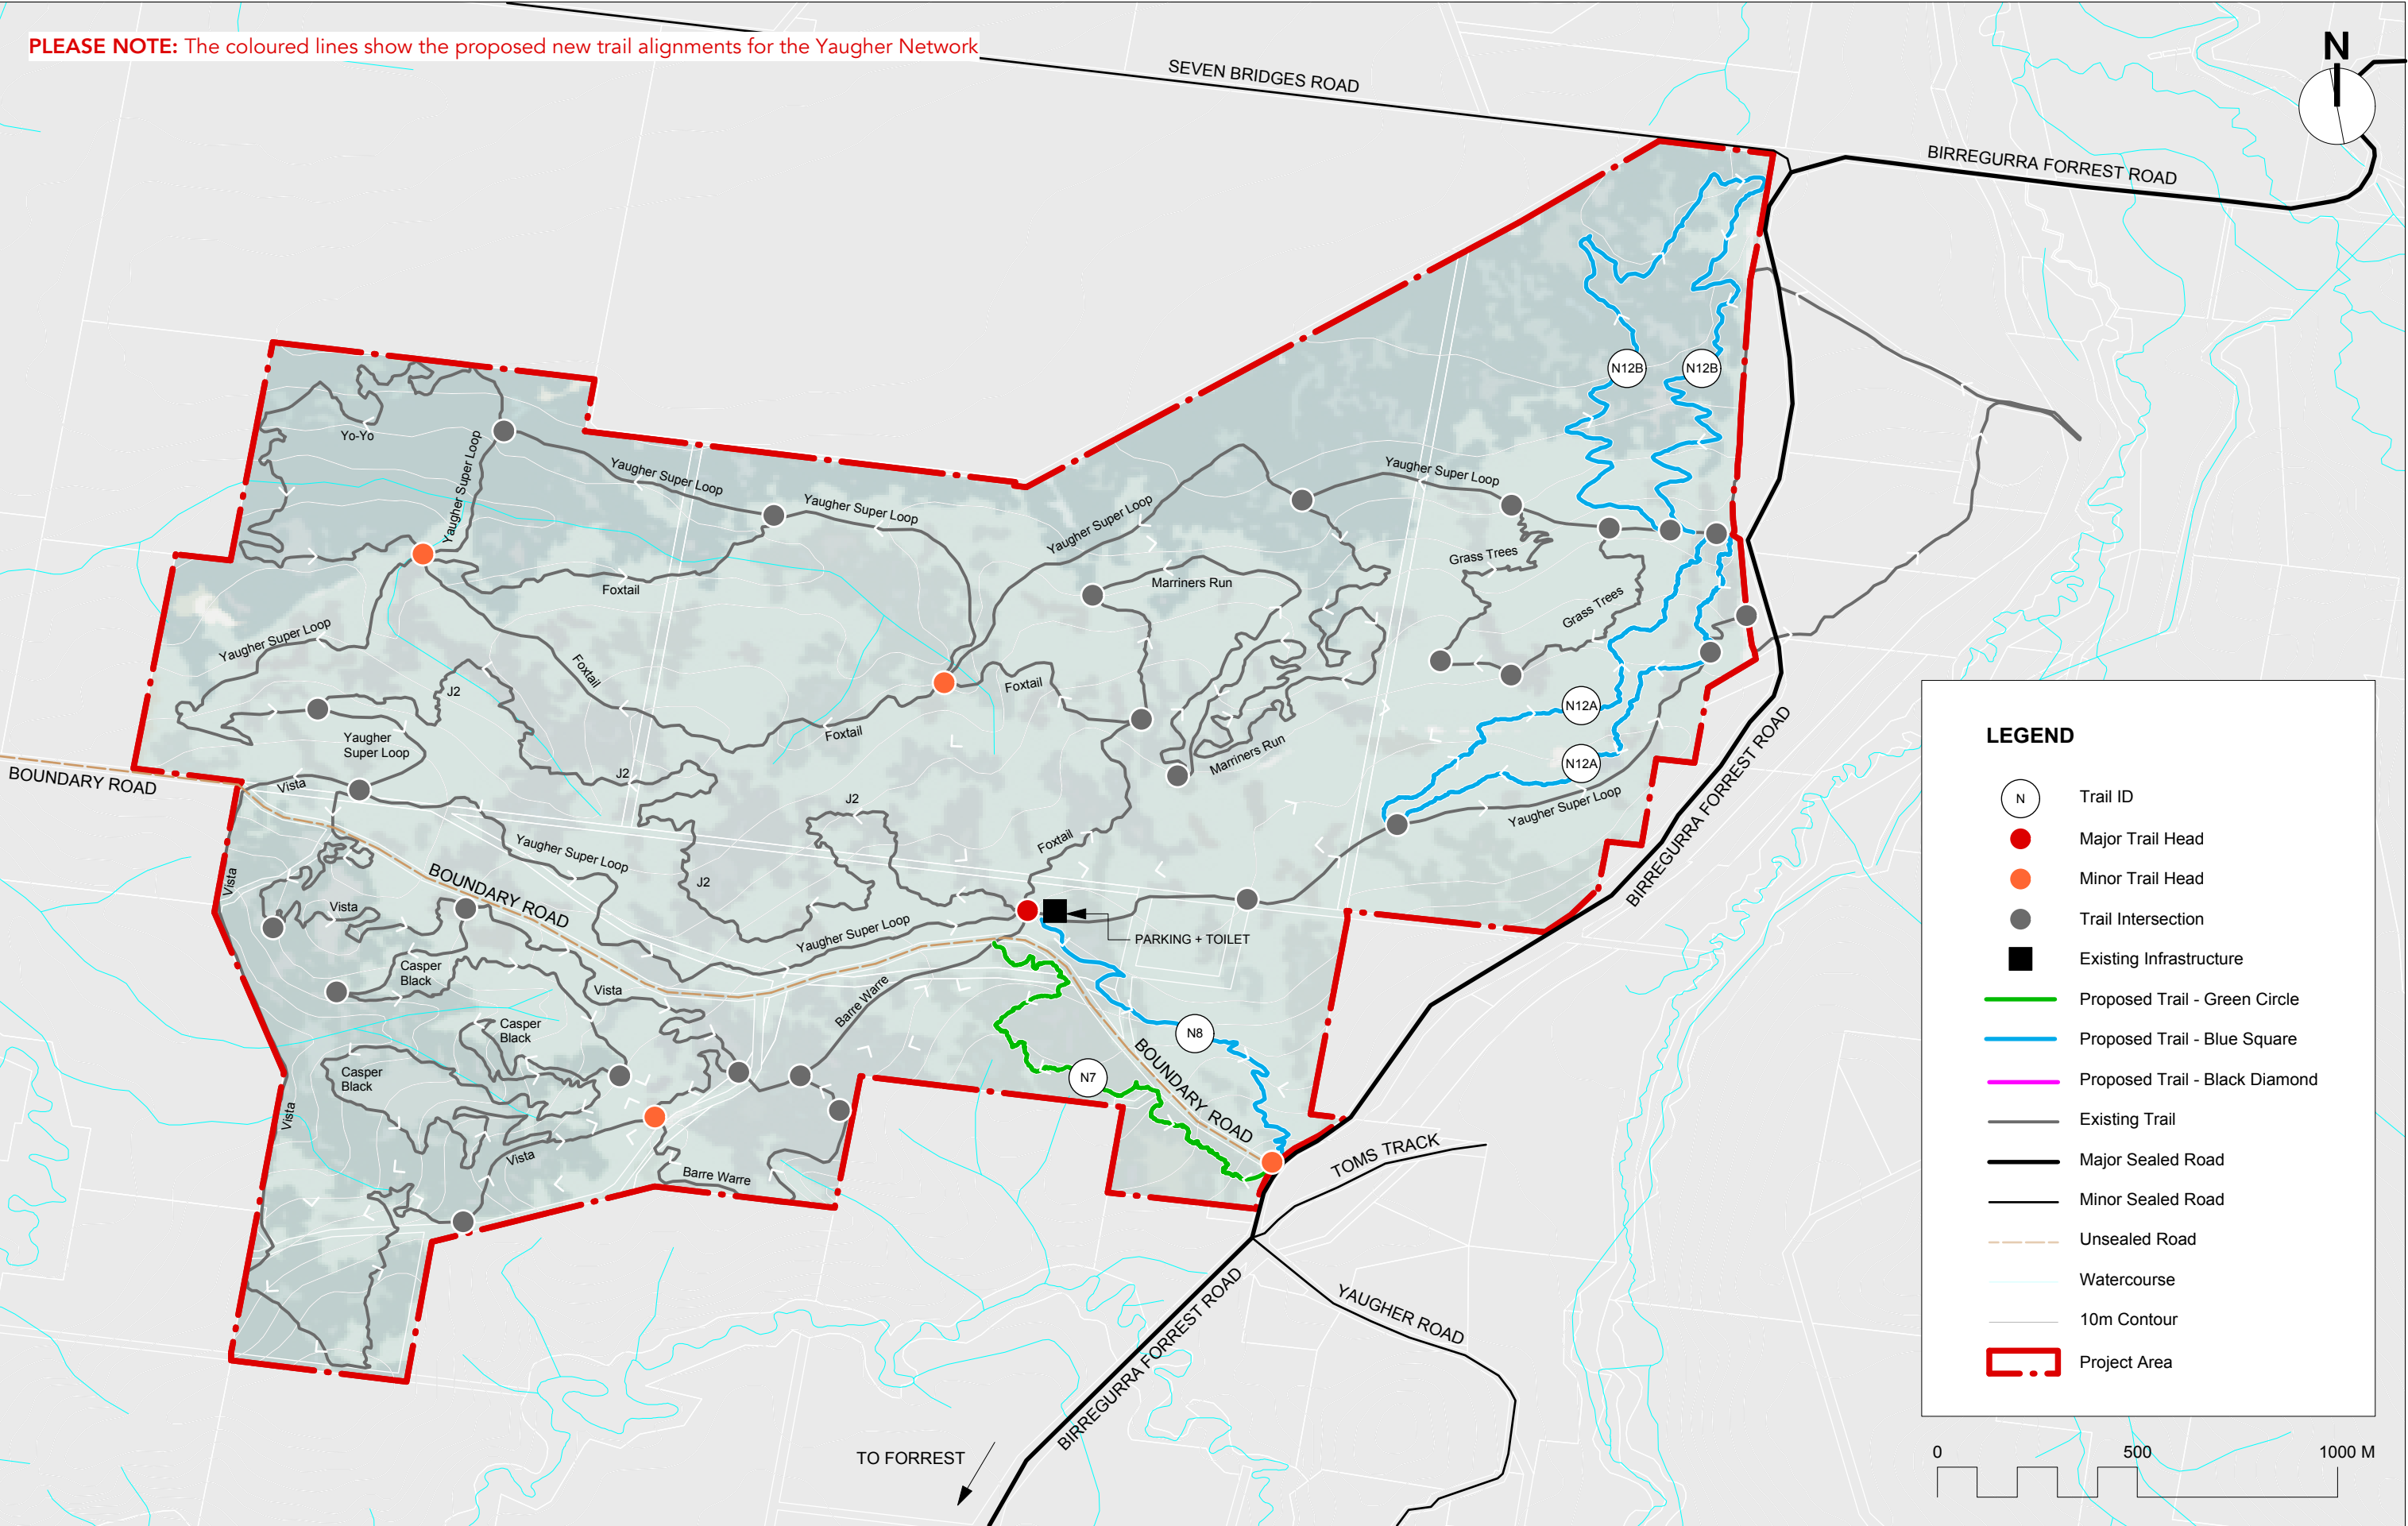 PLEASE NOTE: The coloured lines show the proposed new trail alignments for the Yaugher Network
N
SEVEN BRIDGES ROAD
BIRREGURRA FORREST ROAD
N12B
N12B
Yo-Yo
Yaugher Super Loop
Yaugher Super Loop
Yaugher Super Loop
Yaugher Super Loop
Yaugher Super Loop
Grass Trees
Marriners Run
Foxtail
Grass Trees
Yaugher Super Loop
Foxtail
Foxtail
J2
N12A
Foxtail
Yaugher
Super Loop
Marriners Run
N12A
BOUNDARY ROAD
Vista
J2
J2
Yaugher Super Loop
BIRREGURRA FORREST ROAD
Foxtail
Yaugher Super Loop
Vista
J2
BOUNDARY ROAD
Vista
Yaugher Super Loop
PARKING + TOILET
Casper
Black
Vista
Barre Warre
Casper
Black
N8
Casper
Black
N7
BOUNDARY ROAD
Vista
Vista
Barre Warre
TOMS TRACK
YAUGHER ROAD
BIRREGURRA FORREST ROAD
TO FORREST
LEGEND
N
Trail ID
Major Trail Head
Minor Trail Head
Trail Intersection
Existing Infrastructure
Proposed Trail - Green Circle
Proposed Trail - Blue Square
Proposed Trail - Black Diamond
Existing Trail
Major Sealed Road
Minor Sealed Road
Unsealed Road
Watercourse
10m Contour
Project Area
0 500 1000 M